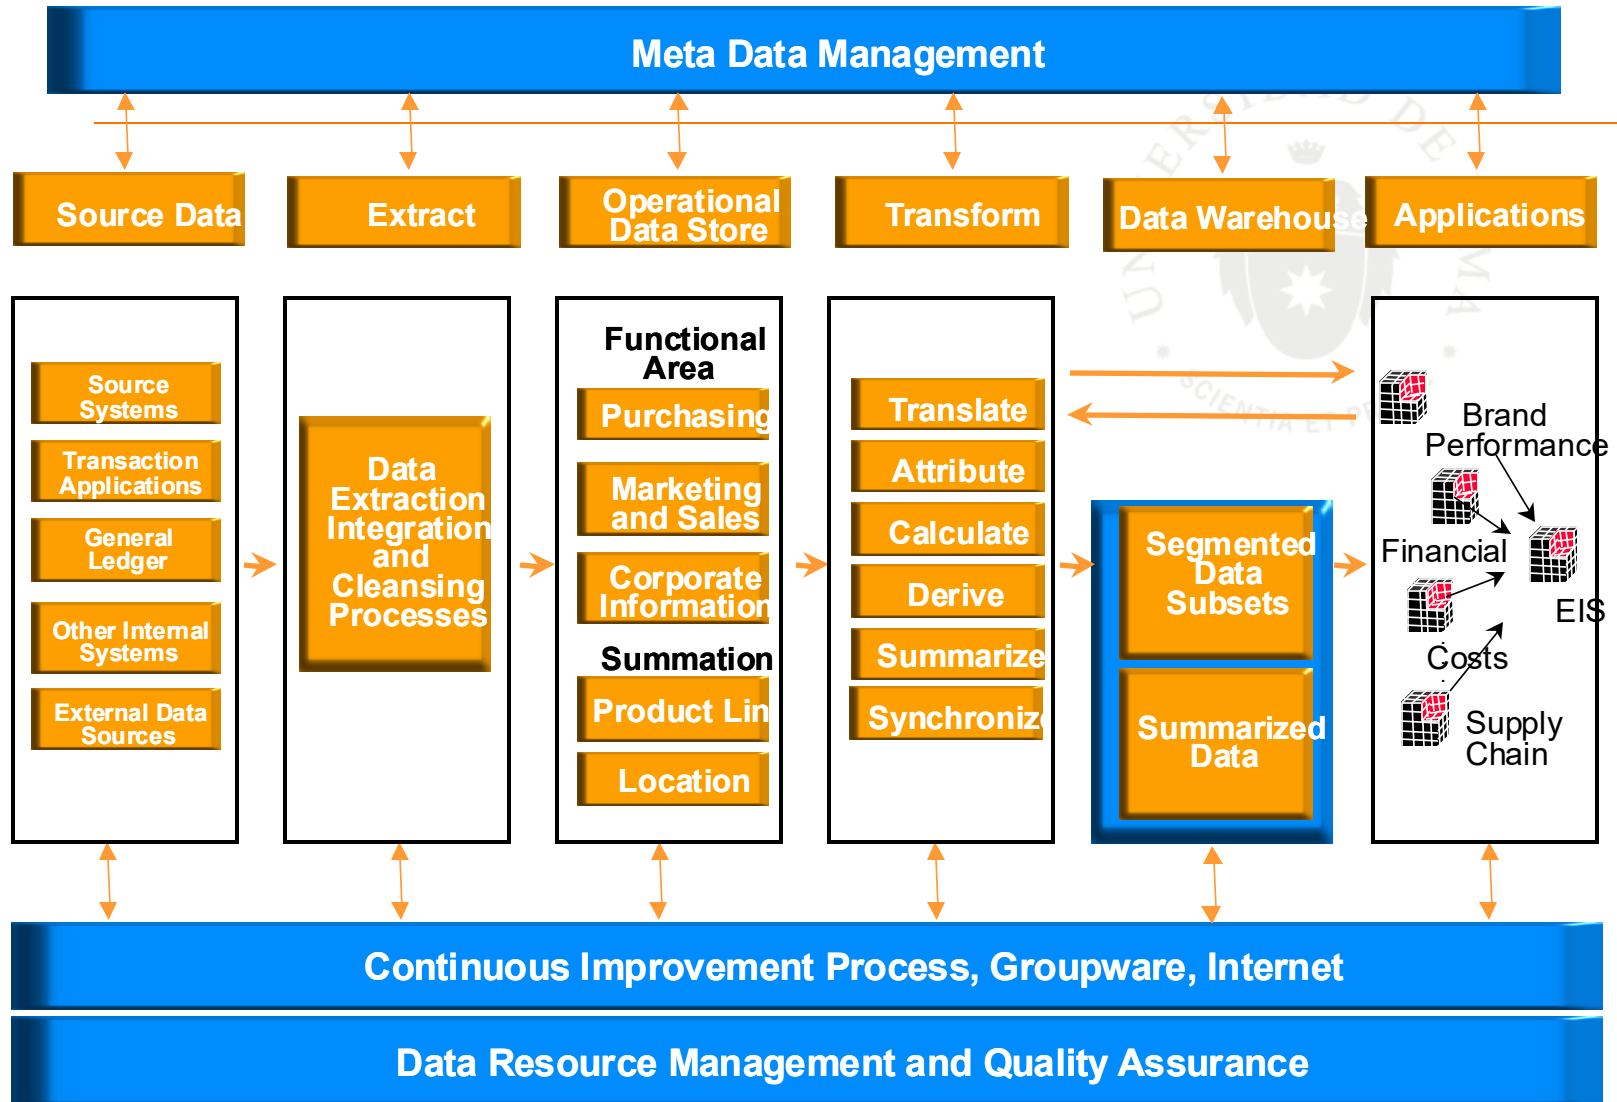 Meta Data Management
Source Data
Extract
Operational
Data Store
Transform
Data Warehouse
Applications
Source
Systems
Transaction
Applications
General
Ledger
Other Internal
Systems
External Data
Sources
Data
Extraction
Integration
and
Cleansing
Processes
Functional
Area
Purchasing
Marketing
and Sales
Corporate
Information
Summation
Product Lin
Location
Translate
Attribute
Calculate
Derive
Summarize
Synchronize
Segmented
Data
Subsets
Summarized
Data
Brand
Performance
Financial
EIS
Costs
Supply
Chain
Continuous Improvement Process, Groupware, Internet
Data Resource Management and Quality Assurance